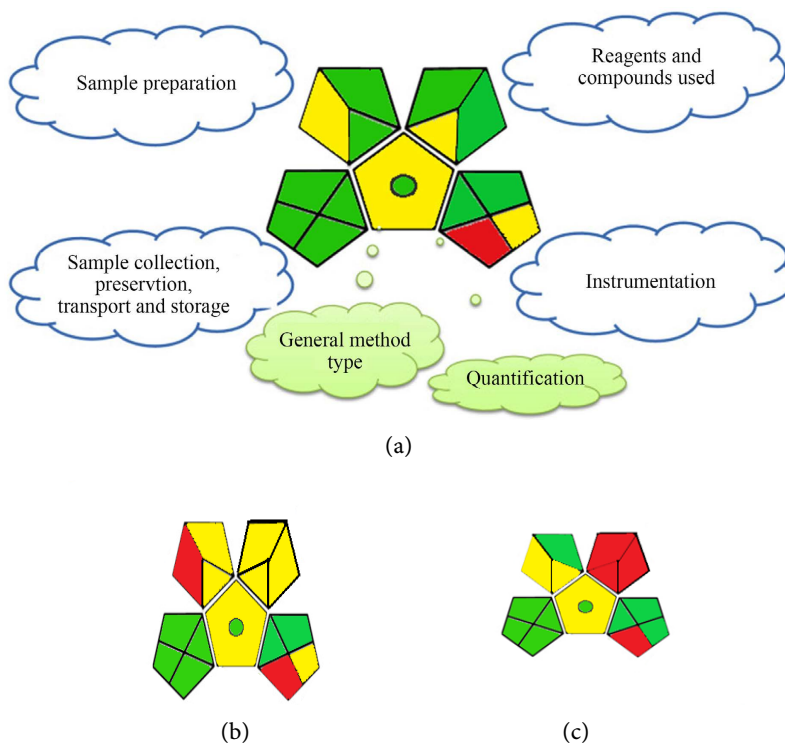 Sample preparation
Reagents and
compounds used
Sample collection,
preservtion,
transport and storage
Instrumentation
General method
type
Quantification
(a)
(b)
(c)